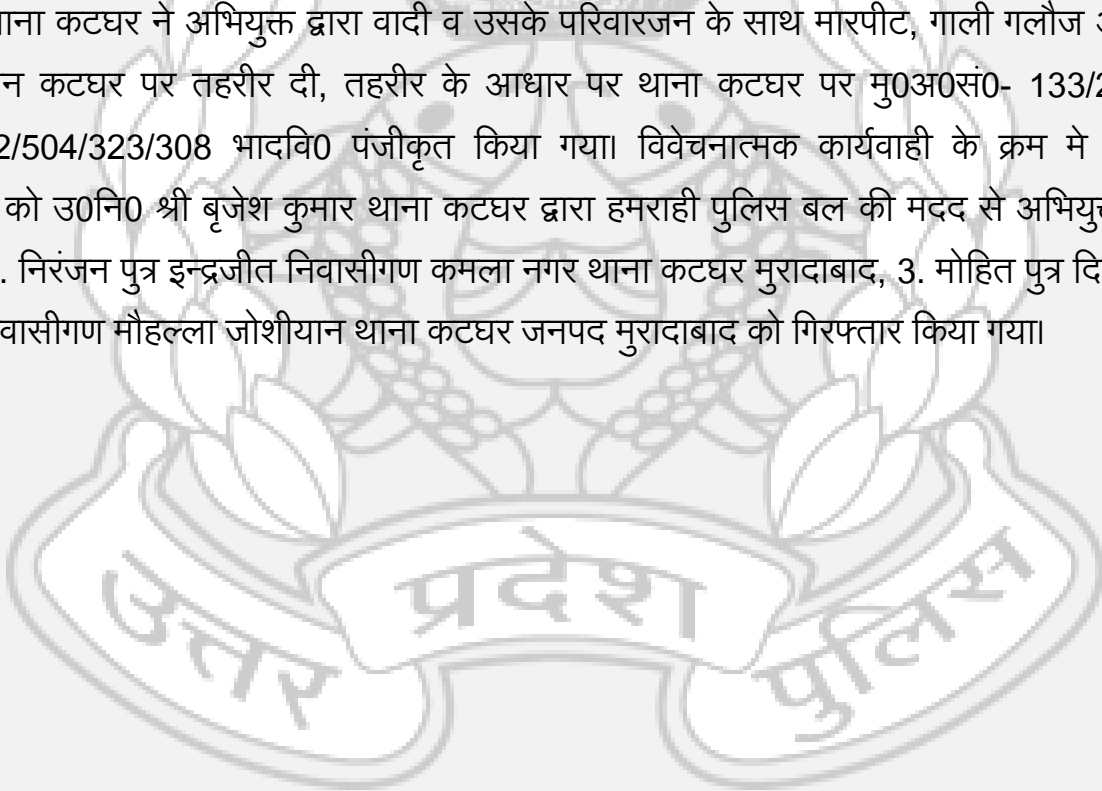 थाना कटघर ने अभियुक्त द्वारा वादी व उसके परिवारजन के साथ मारपीट, गाली गलौज
कटघर पर तहरीर दी, तहरीर के आधार पर थाना कटघर पर मु0अ0सं0- 133/2
2/504/323/308 भादवि0 पंजीकृत किया गया। विवेचनात्मक कार्यवाही के क्रम मे
को उ0नि0 श्री बृजेश कुमार थाना कटघर द्वारा हमराही पुलिस बल की मदद से अभियुक्त
. निरंजन पुत्र इन्द्रजीत निवासीगण कमला नगर थाना कटघर मुरादाबाद, 3. मोहित पुत्र
वासीगण मौहल्ला जोशीयान थाना कटघर जनपद मुरादाबाद को गिरफ्तार किया गया।
उत्तर प्रदेश पुलिस